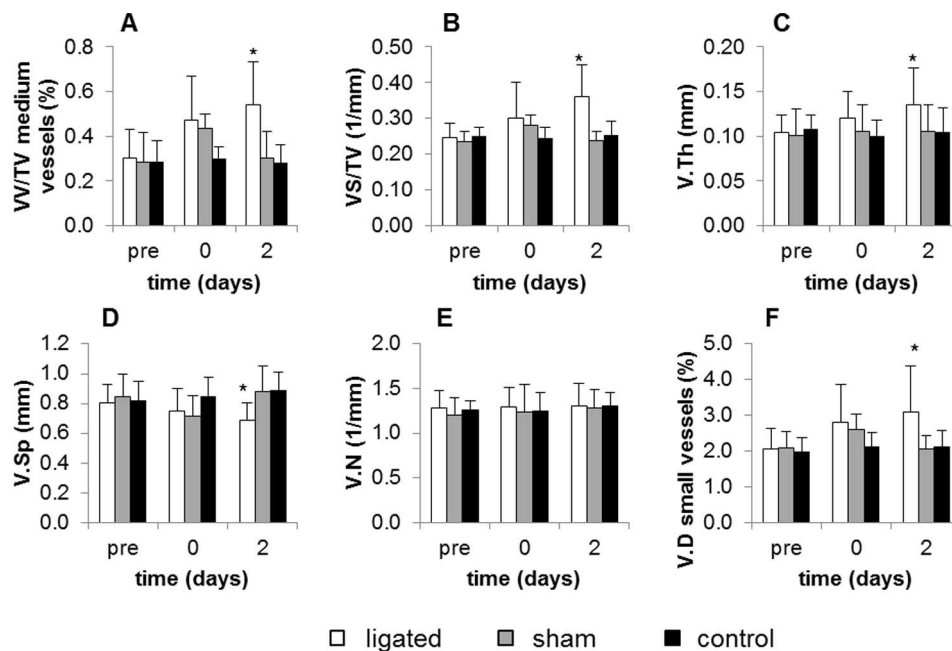 A
VV/TV medium
vessels (%)
0.8
0.6
0.4
0.2
0.0
pre 0 2
time (days)
*
B
VS/TV (1/mm)
0.50
0.40
0.30
0.20
0.10
0.00
pre 0 2
time (days)
*
C
V.Th (mm)
0.20
0.15
0.10
0.05
0.00
pre 0 2
time (days)
*
D
V.Sp (mm)
1.2
1.0
0.8
0.6
0.4
0.2
0.0
pre 0 2
time (days)
*
E
V.N (1/mm)
2.0
1.5
1.0
0.5
0.0
pre 0 2
time (days)
F
V.D small vessels (%)
5.0
4.0
3.0
2.0
1.0
0.0
pre 0 2
time (days)
*
ligated sham control